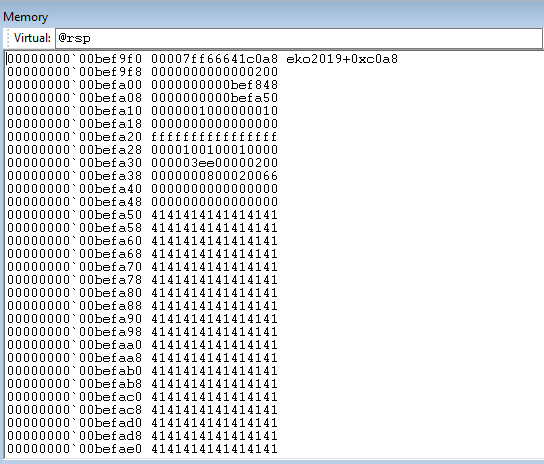 Memory
Virtual: @rsp
00000000`00bef9f0 00007ff66641c0a8 eko2019+0xc0a8
00000000`00bef9f8 0000000000000200
00000000`00befa00 0000000000bef848
00000000`00befa08 0000000000befa50
00000000`00befa10 0000001000000010
00000000`00befa18 0000000000000000
00000000`00befa20 ffffffffffffffff
00000000`00befa28 0000100100010000
00000000`00befa30 000003ee00000200
00000000`00befa38 0000000800020066
00000000`00befa40 0000000000000000
00000000`00befa48 0000000000000000
00000000`00befa50 4141414141414141
00000000`00befa58 4141414141414141
00000000`00befa60 4141414141414141
00000000`00befa68 4141414141414141
00000000`00befa70 4141414141414141
00000000`00befa78 4141414141414141
00000000`00befa80 4141414141414141
00000000`00befa88 4141414141414141
00000000`00befa90 4141414141414141
00000000`00befa98 4141414141414141
00000000`00befaa0 4141414141414141
00000000`00befaa8 4141414141414141
00000000`00befab0 4141414141414141
00000000`00befab8 4141414141414141
00000000`00befac0 4141414141414141
00000000`00befac8 4141414141414141
00000000`00befad0 4141414141414141
00000000`00befad8 4141414141414141
00000000`00befae0 4141414141414141